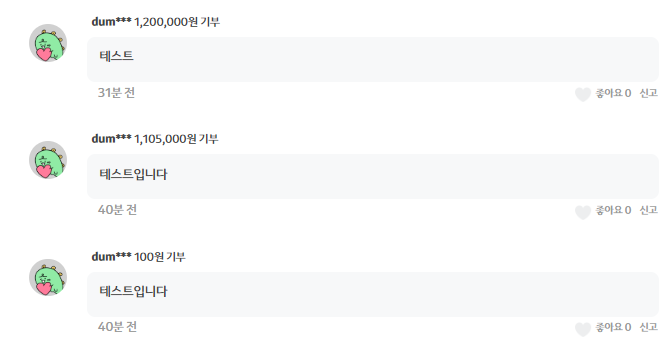 dum*** 1,200,000원 기부
테스트
31분 전
좋아요 0 신고
dum*** 1,105,000원 기부
테스트입니다
40분 전
좋아요 0 신고
dum*** 100원 기부
테스트입니다
40분 전
좋아요 0 신고